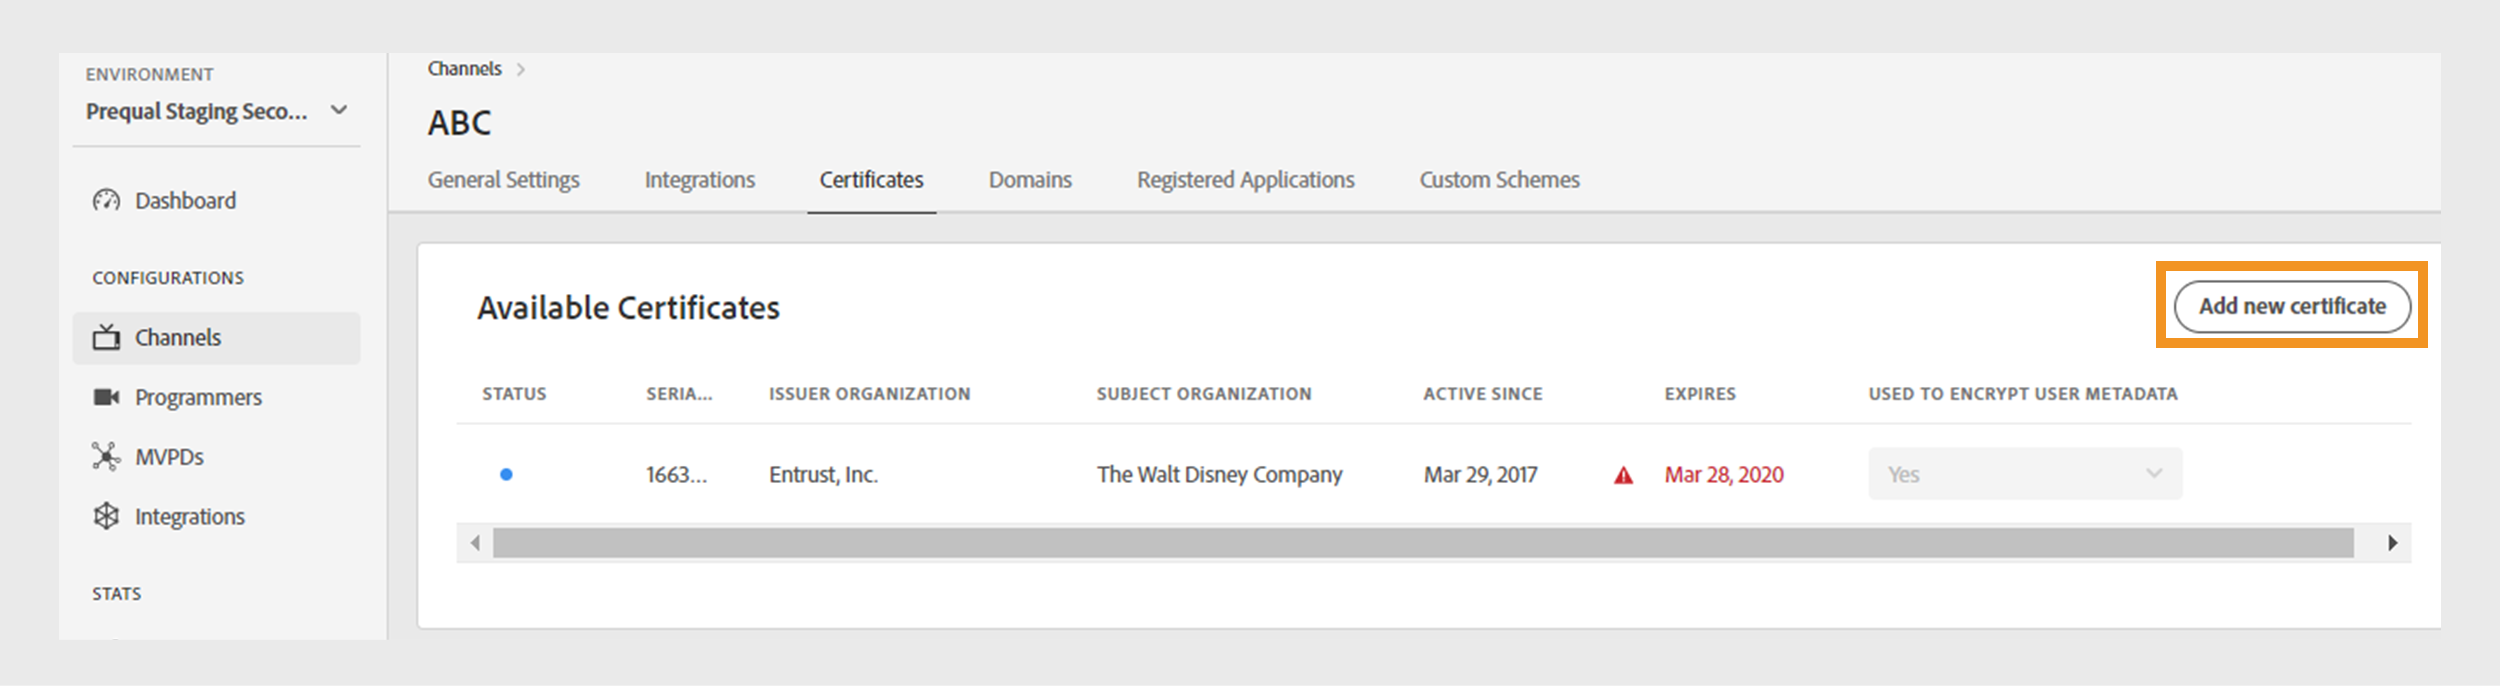 ENVIRONMENT
Prequal Staging Seco...
Dashboard
CONFIGURATIONS
Channels
Programmers
MVPDs
Integrations
STATS
Channels
ABC
General Settings Integrations Certificates Domains Registered Applications Custom Schemes
Available Certificates
Add new certificate
STATUS SERIA... ISSUER ORGANIZATION SUBJECT ORGANIZATION ACTIVE SINCE EXPIRES USED TO ENCRYPT USER METADATA
1663... Entrust, Inc. The Walt Disney Company Mar 29, 2017 Mar 28, 2020 Yes